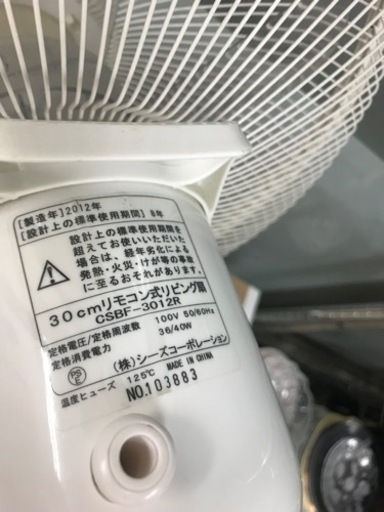 [製造年]2012年
[設計上の標準使用期間] 8年
設計上の標準使用期間を
超えてお使いいただいた
場合は、経年劣化による
発熱・火災・けが等の事故
に至るおそれがあります。
30cmリモコン式リビング扇
CSBF-3012R
定格電圧/定格周波数 100V 50/60Hz
定格消費電力 36/40W
(株)シーズコーポレーション
PSE
温度ヒューズ 125℃ MADE IN CHINA
NO.103883